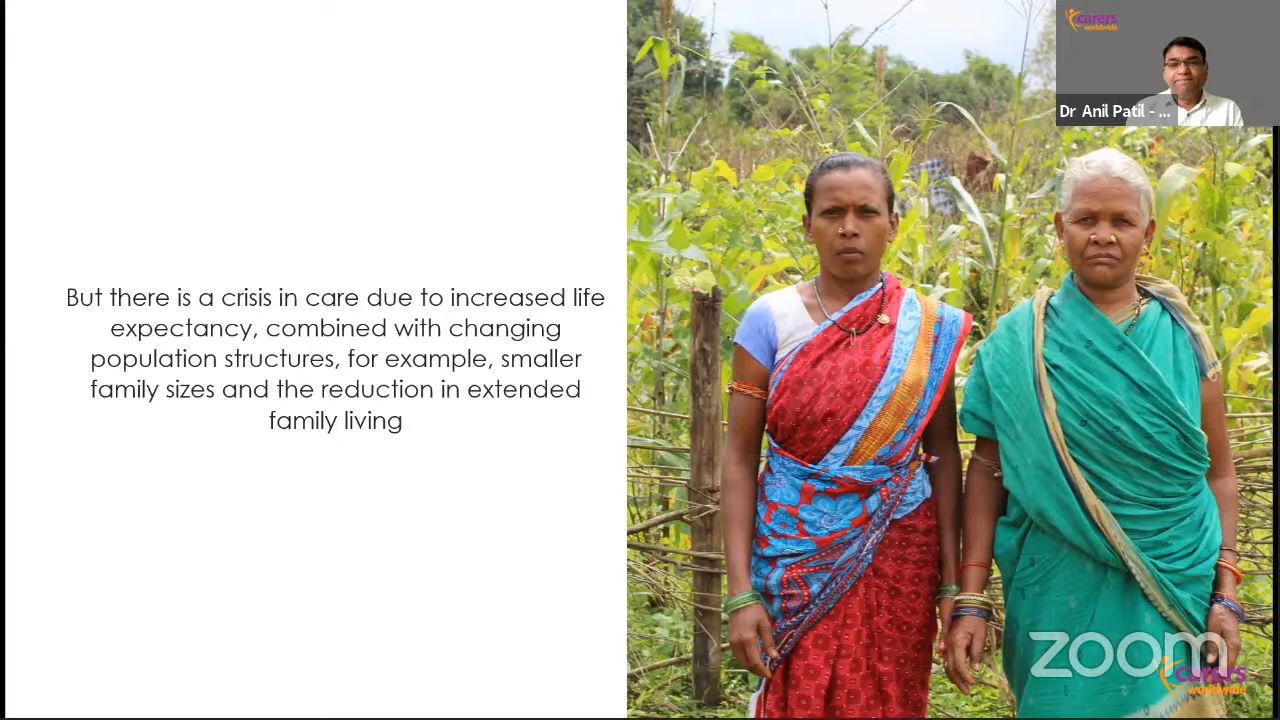 But there is a crisis in care due to increased life
expectancy, combined with changing
population structures, for example, smaller
family sizes and the reduction in extended
family living
carers
worldwide
Dr Anil Patil - ...
zoom
carers
worldwide